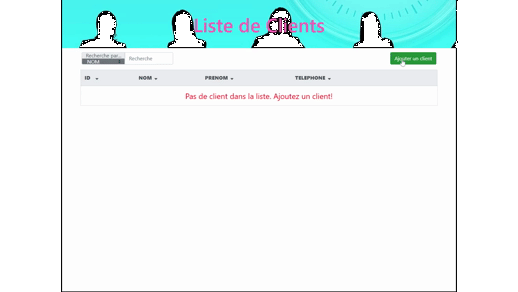 Liste de Clients
Recherche par...
NOM
Recherche
Ajouter un client
ID NOM PRENOM TELEPHONE
Pas de client dans la liste. Ajoutez un client!